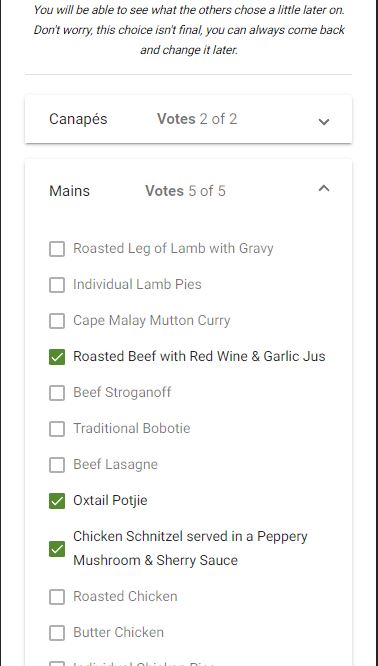 You will be able to see what the others chose a little later on.
Don't worry, this choice isn't final, you can always come back
and change it later.
Canapés Votes 2 of 2
Mains Votes 5 of 5
Roasted Leg of Lamb with Gravy
Individual Lamb Pies
Cape Malay Mutton Curry
Roasted Beef with Red Wine & Garlic Jus
Beef Stroganoff
Traditional Bobotie
Beef Lasagne
Oxtail Potjie
Chicken Schnitzel served in a Peppery
Mushroom & Sherry Sauce
Roasted Chicken
Butter Chicken
Individual Chicken Pies